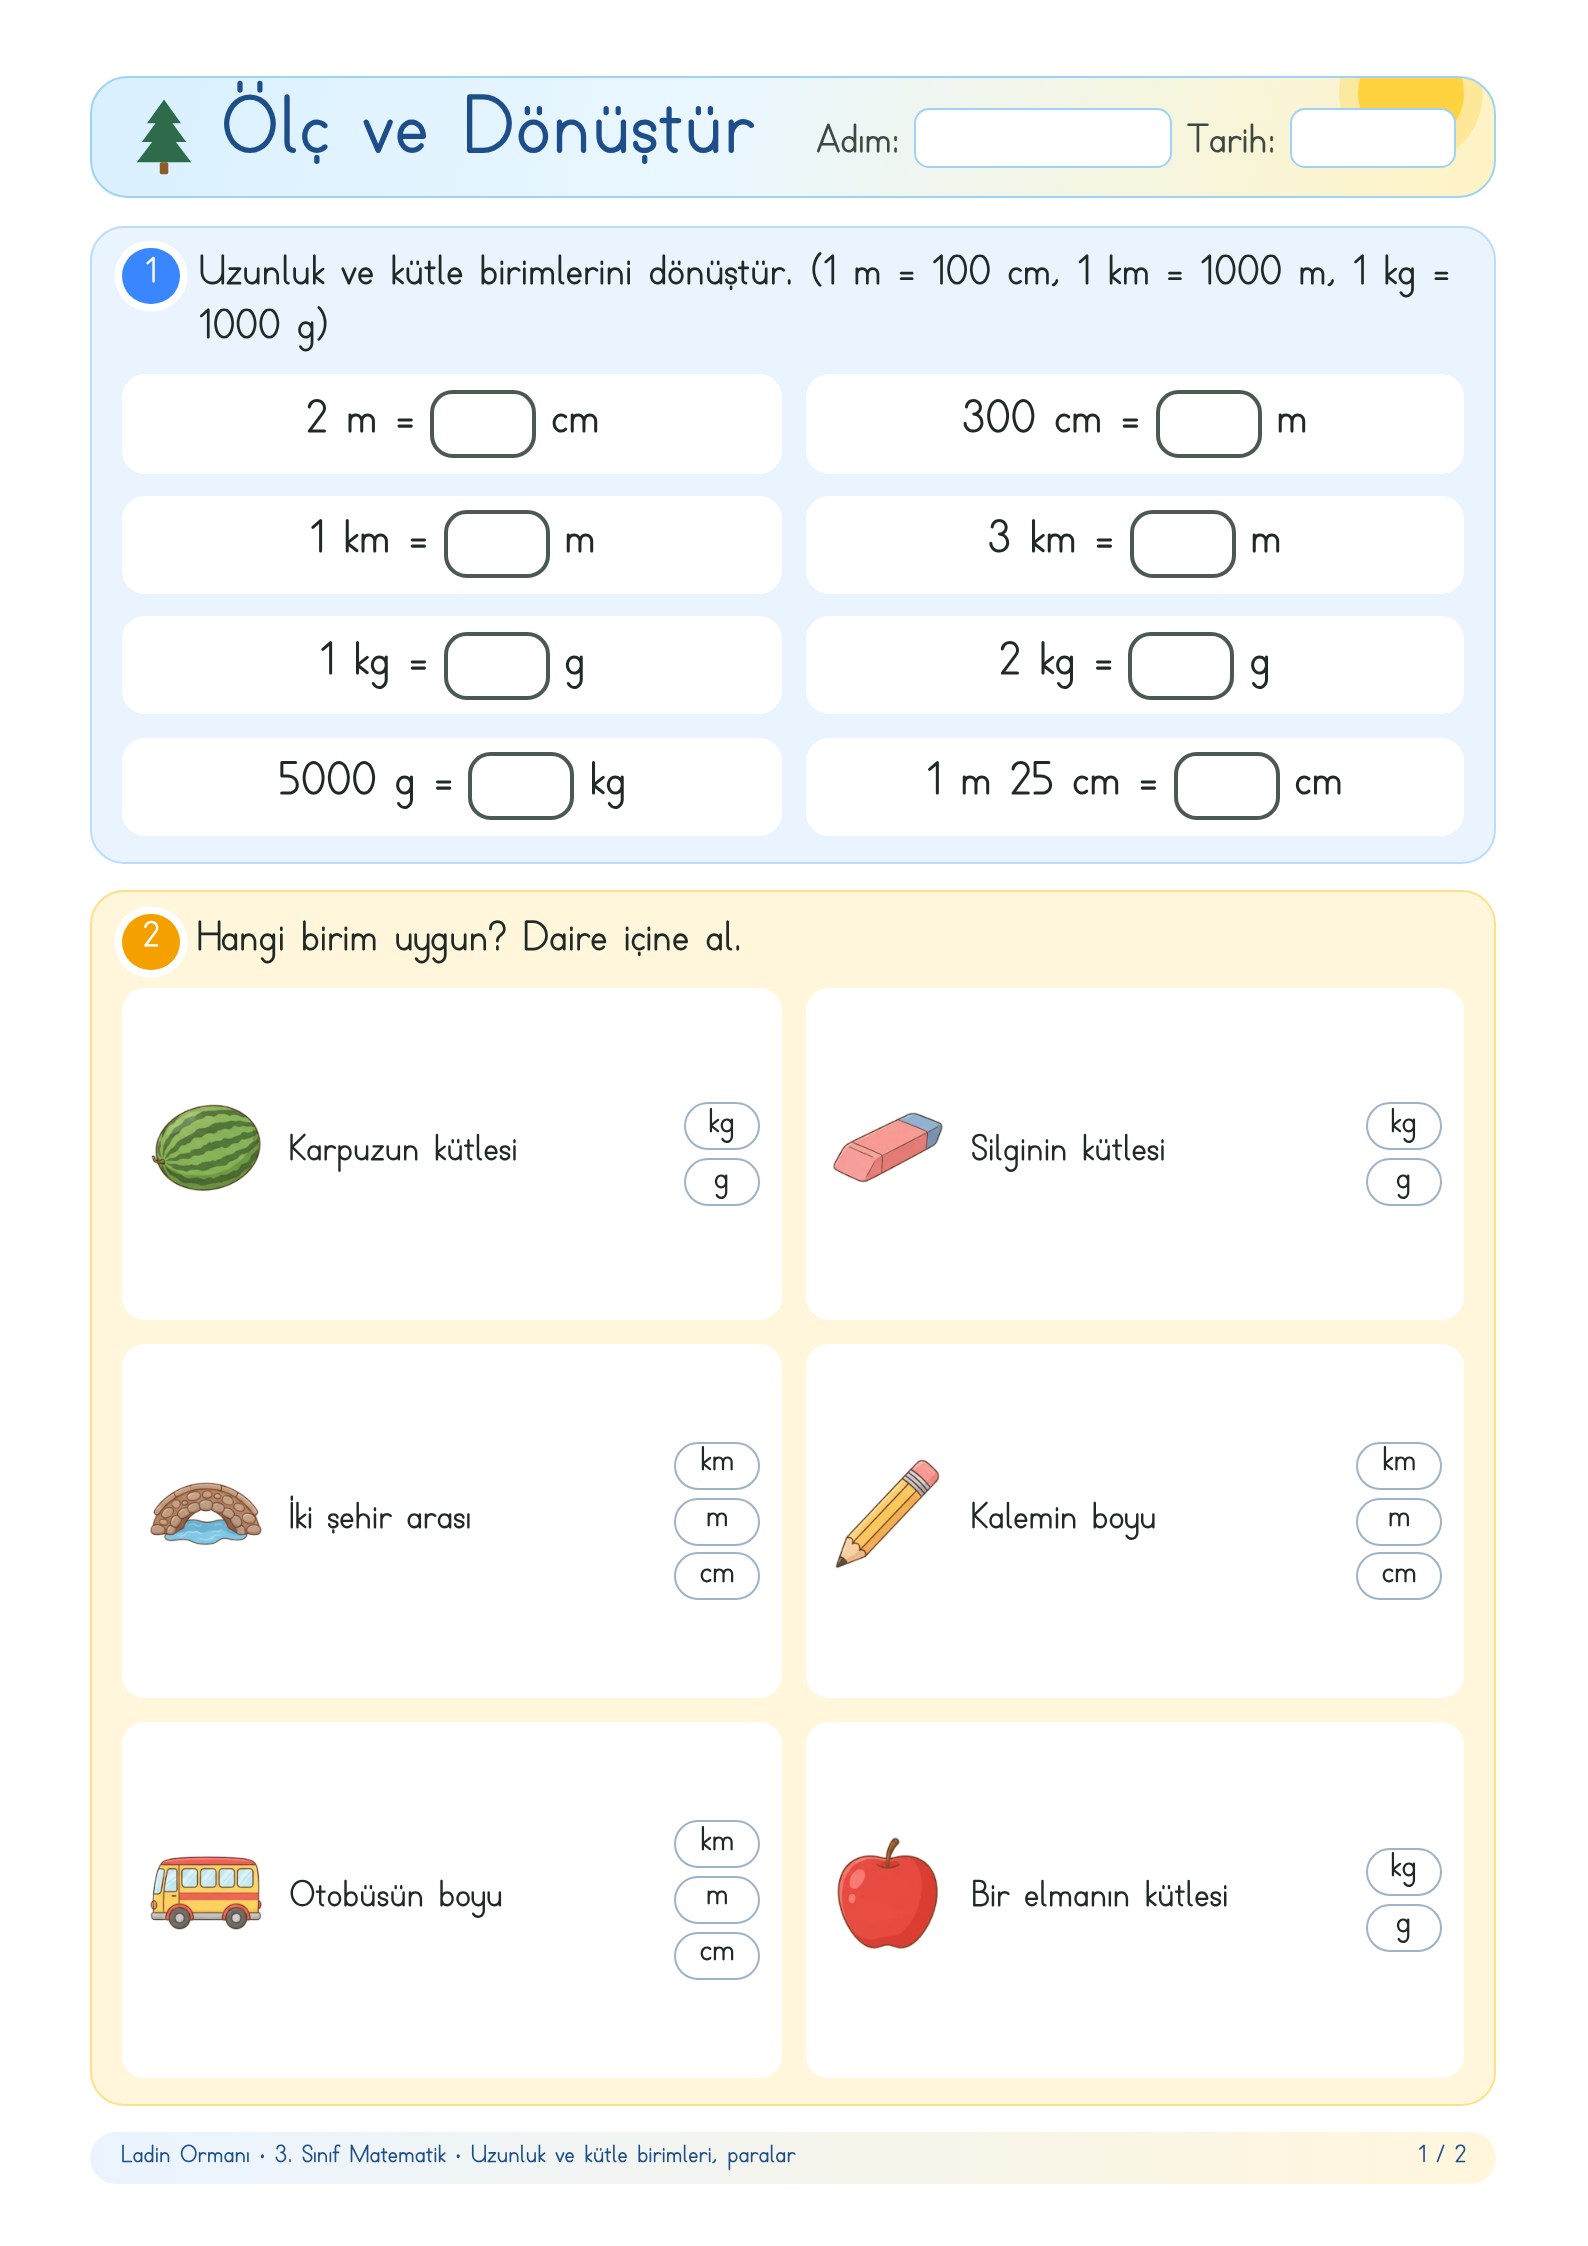 Ölç ve Dönüştür
Adım:
Tarih:
1
Uzunluk ve kütle birimlerini dönüştür. (1 m = 100 cm, 1 km = 1000 m, 1 kg =
1000 g)
2 m = cm
300 cm = m
1 km = m
3 km = m
1 kg = g
2 kg = g
5000 g = kg
1 m 25 cm = cm
2
Hangi birim uygun? Daire içine al.
Karpuzun kütlesi
kg
g
Silginin kütlesi
kg
g
İki şehir arası
km
m
cm
Kalemin boyu
km
m
cm
Otobüsün boyu
km
m
cm
Bir elmanın kütlesi
kg
g
Ladin Ormanı • 3. Sınıf Matematik • Uzunluk ve kütle birimleri, paralar
1 / 2